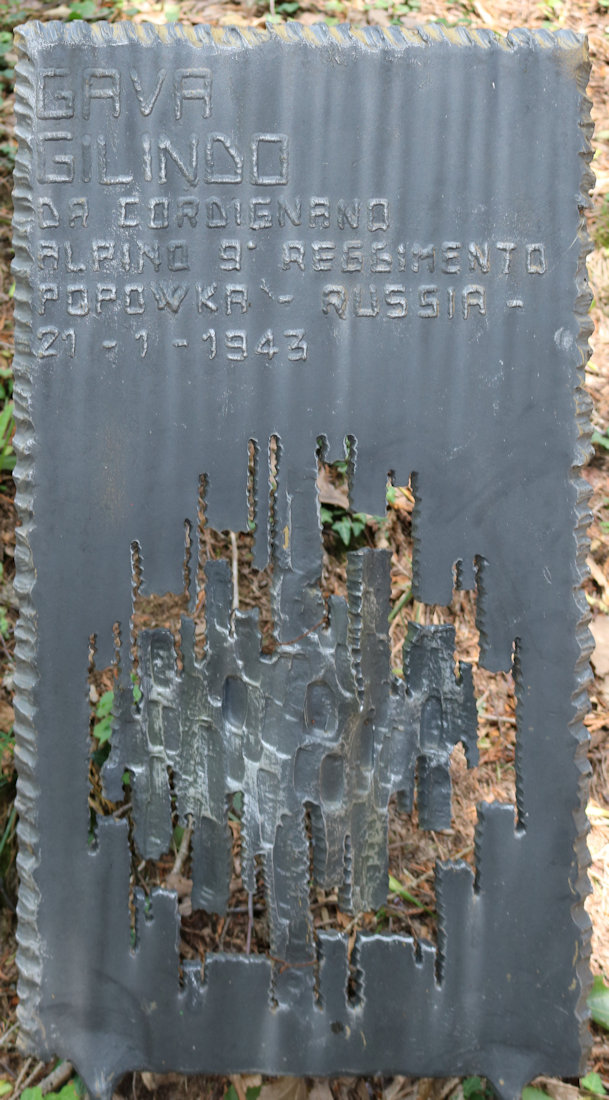 GAVA
GILINDO
DA CORDIGNANO
ALPINO 9° REGGIMENTO
POPOWKA - RUSSIA -
21 - 1 - 1943